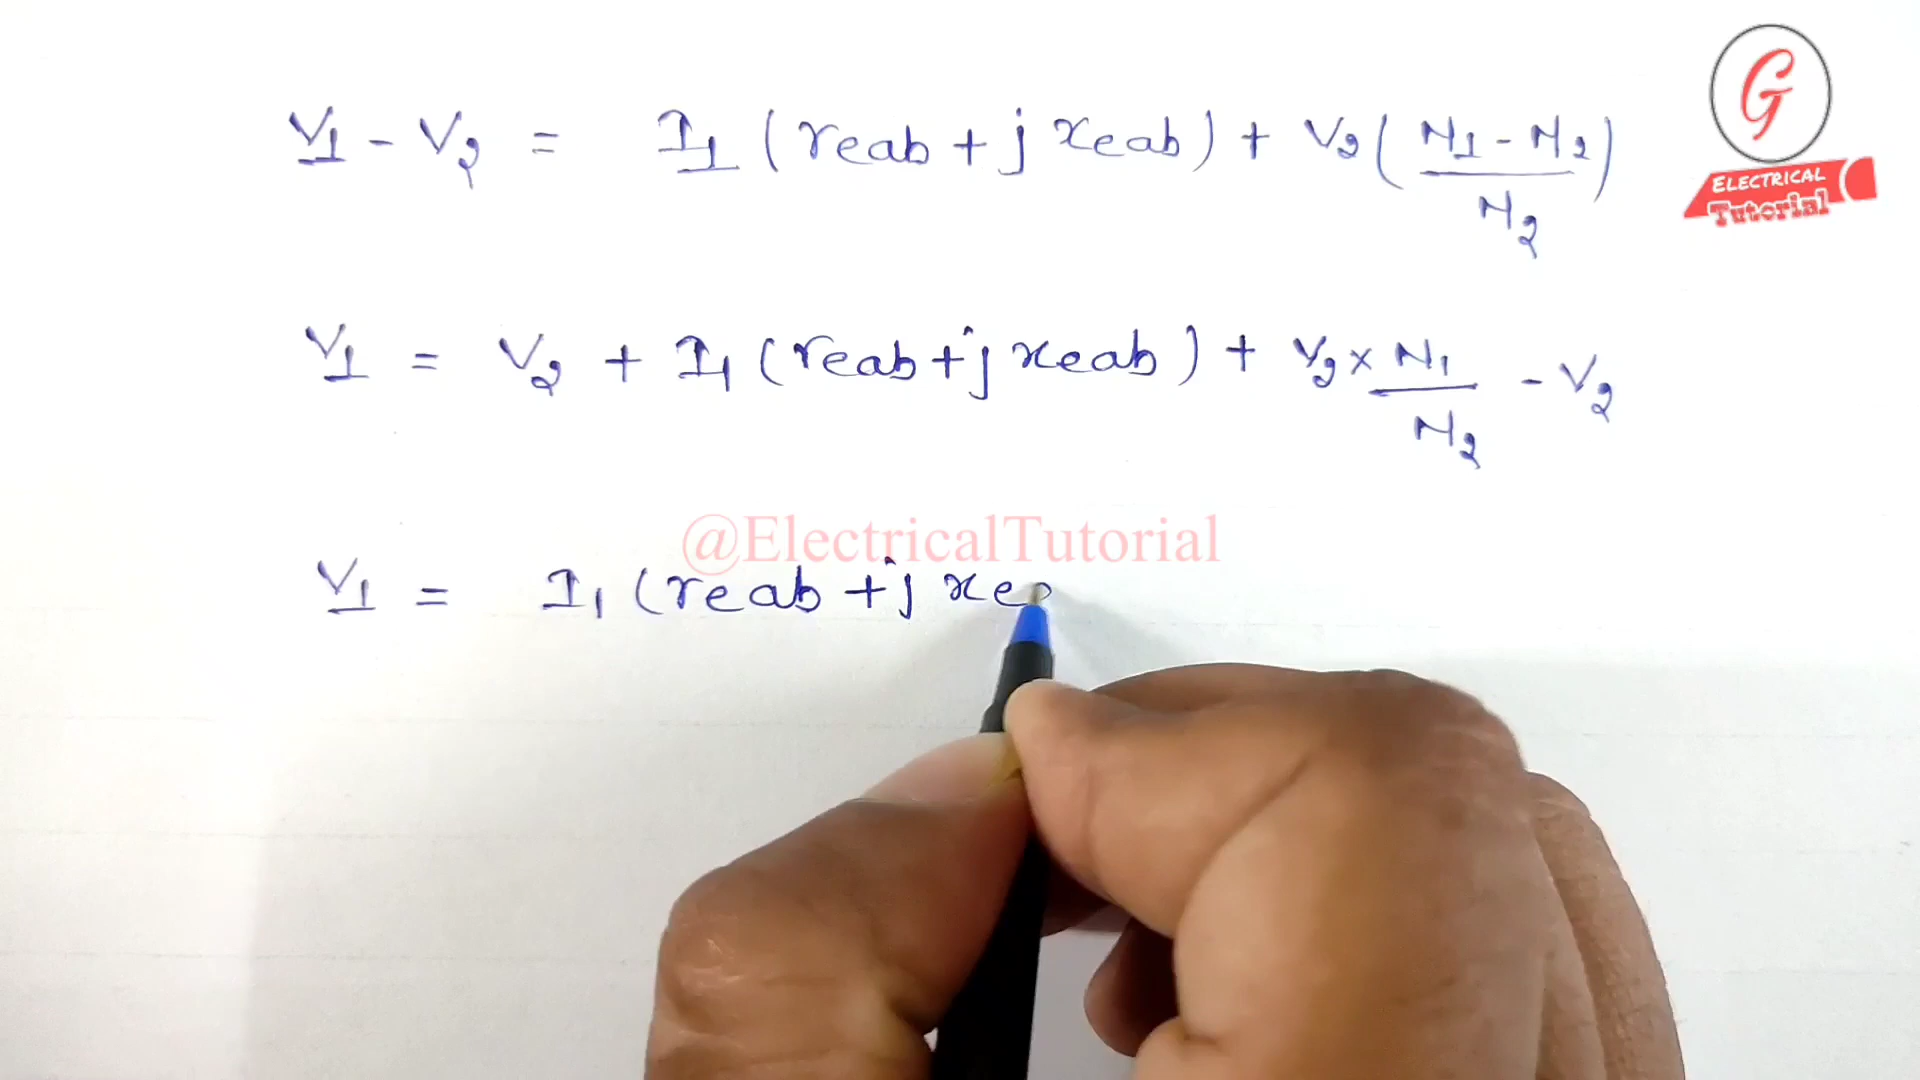 G
ELECTRICAL
Tutorial
V1 - V2 = I1 (reab + j xeab) + V2 (N1 - N2 / N2)
V1 = V2 + I1 (reab + j xeab) + V2 × N1 / N2 - V2
@ElectricalTutorial
V1 = I1 (reab + j xe